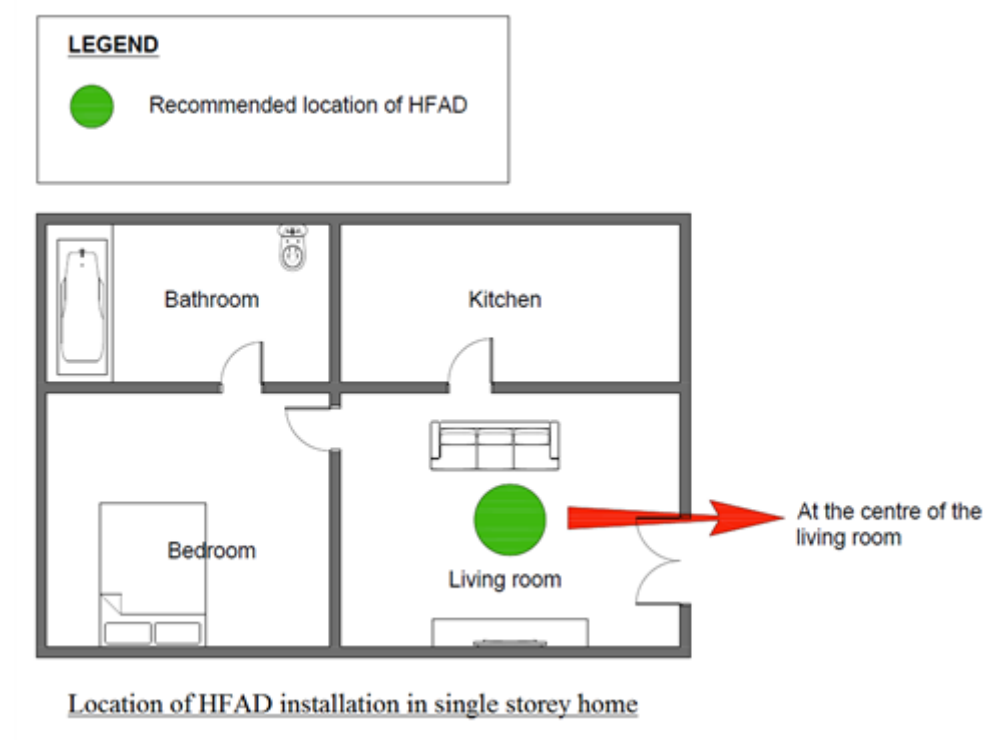 LEGEND
Recommended location of HFAD
Bathroom
Kitchen
At the centre of the
living room
Bedroom
Living room
Location of HFAD installation in single storey home